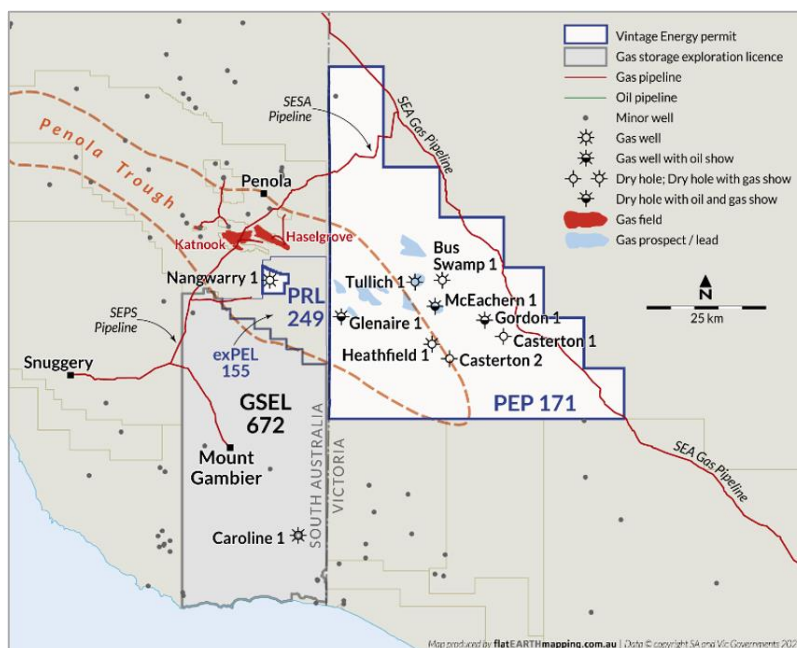 Vintage Energy permit
Gas storage exploration licence
Gas pipeline
Oil pipeline
Minor well
Gas well
Gas well with oil show
Dry hole; Dry hole with gas show
Dry hole with oil and gas show
Gas field
Gas prospect / lead
N
25 km
SESA
Pipeline
SEA Gas Pipeline
Penola Trough
Penola
Katnook
Haselgrove
Nangwarry 1
PRL
249
SEPS
Pipeline
exPEL
155
Snuggery
GSEL
672
Mount
Gambier
Caroline 1
SOUTH AUSTRALIA
VICTORIA
Bus
Swamp 1
Tullich 1
McEachern 1
Gordon 1
Glenaire 1
Casterton 1
Heathfield 1
Casterton 2
PEP 171
SEA Gas Pipeline
Map produced by flatEARTHmapping.com.au | Data © copyright SA and Vic Governments